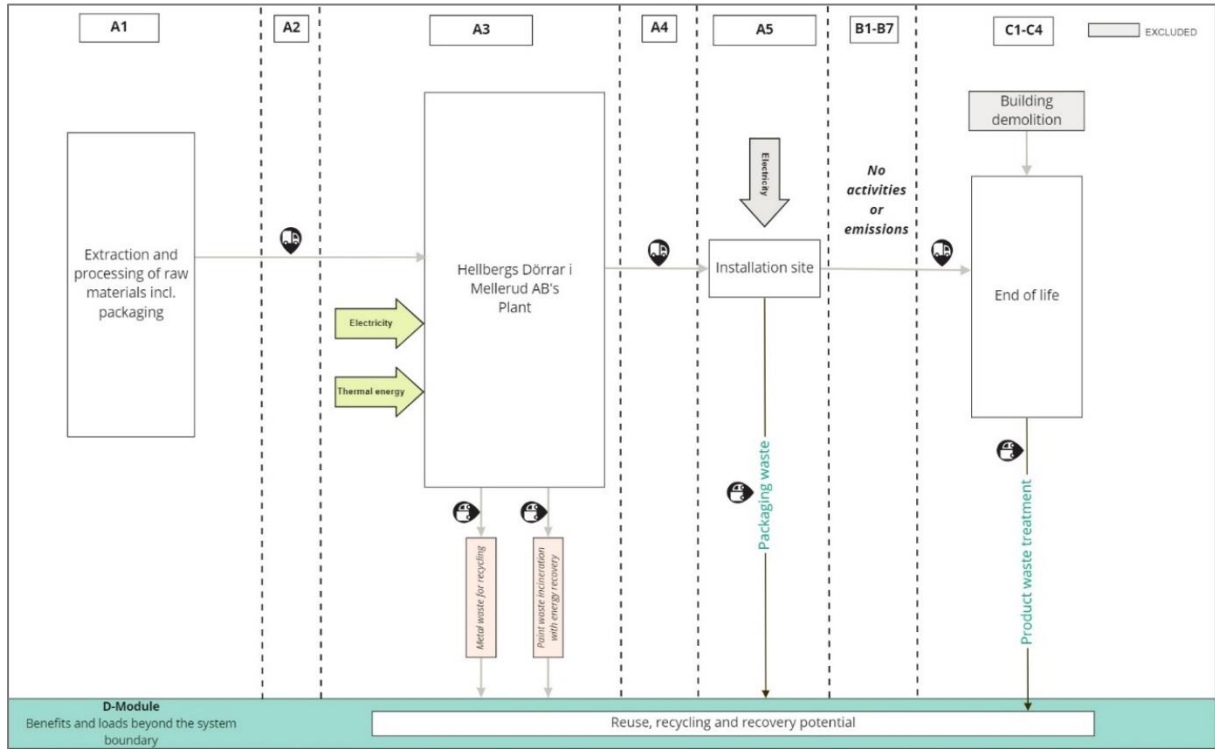 A1
A2
A3
A4
A5
B1-B7
C1-C4
EXCLUDED
Extraction and
processing of raw
materials incl.
packaging
Electricity
Thermal energy
Hellbergs Dörrar i
Mellerud AB's
Plant
Metal waste for recycling
Paint waste incineration
with energy recovery
Electricity
Installation site
Packaging waste
No
activities
or
emissions
Building
demolition
End of life
Product waste treatment
D-Module
Benefits and loads beyond the system
boundary
Reuse, recycling and recovery potential